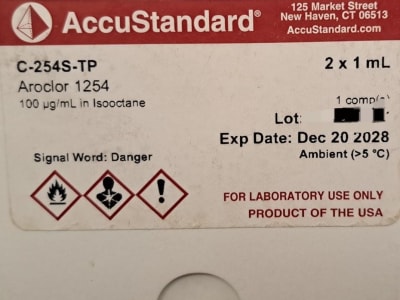 AccuStandard®
125 Market Street
New Haven, CT 06513
AccuStandard.com
C-254S-TP
2 x 1 mL
Aroclor 1254
100 µg/mL in Isooctane
1 comp(s)
Lot:
Exp Date: Dec 20 2028
Ambient (>5 °C)
Signal Word: Danger
FOR LABORATORY USE ONLY
PRODUCT OF THE USA